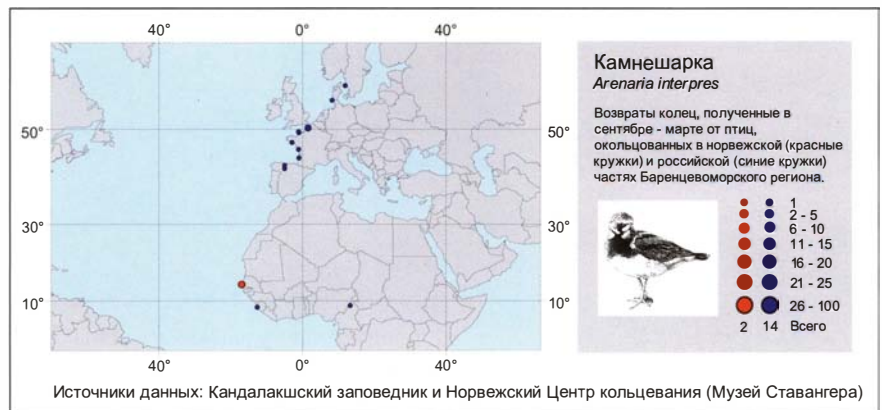 40° 0° 40°
50° 50°
30° 30°
10° 10°
40° 0° 40°
Камнешарка
Arenaria interpres
Возвраты колец, полученные в
сентябре - марте от птиц,
окольцованных в норвежской (красные
кружки) и российской (синие кружки)
частях Баренцевоморского региона.
1
2 - 5
6 - 10
11 - 15
16 - 20
21 - 25
26 - 100
2 14 Всего
Источники данных: Кандалакшский заповедник и Норвежский Центр кольцевания (Музей Ставангера)